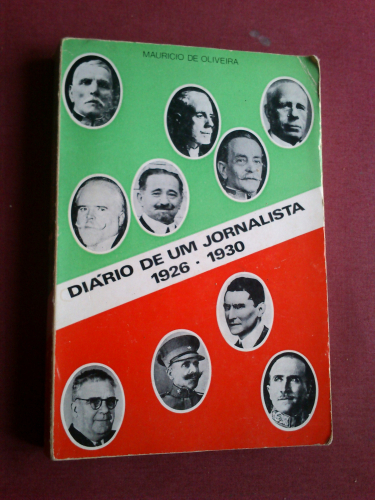 MAURICIO DE OLIVEIRA
DIÁRIO DE UM JORNALISTA
1926 · 1930